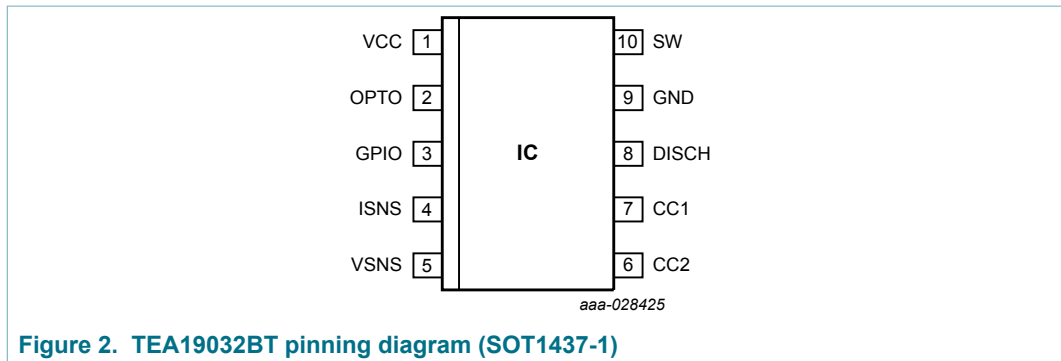 VCC 1 10 SW
OPTO 2 9 GND
GPIO 3 IC 8 DISCH
ISNS 4 7 CC1
VSNS 5 6 CC2
aaa-028425
Figure 2. TEA19032BT pinning diagram (SOT1437-1)